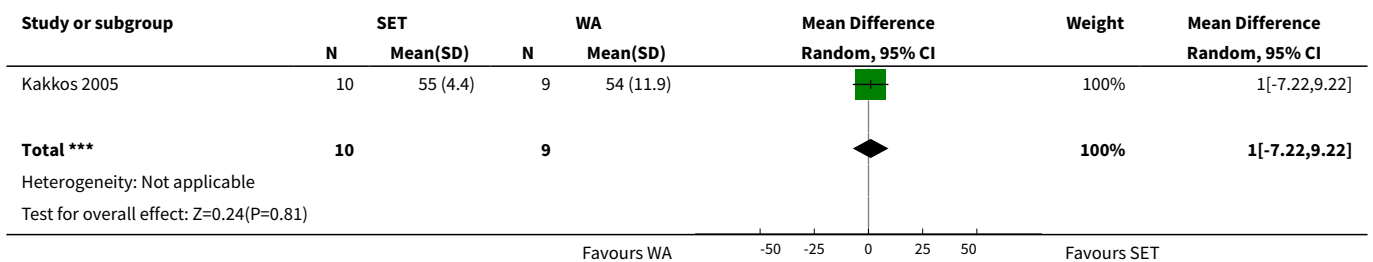 Study or subgroup SET WA Mean Difference Weight Mean Difference
N Mean(SD) N Mean(SD) Random, 95% CI Random, 95% CI
Kakkos 2005 10 55 (4.4) 9 54 (11.9) 100% 1[-7.22,9.22]
Total *** 10 9 100% 1[-7.22,9.22]
Heterogeneity: Not applicable
Test for overall effect: Z=0.24(P=0.81)
Favours WA -50 -25 0 25 50 Favours SET